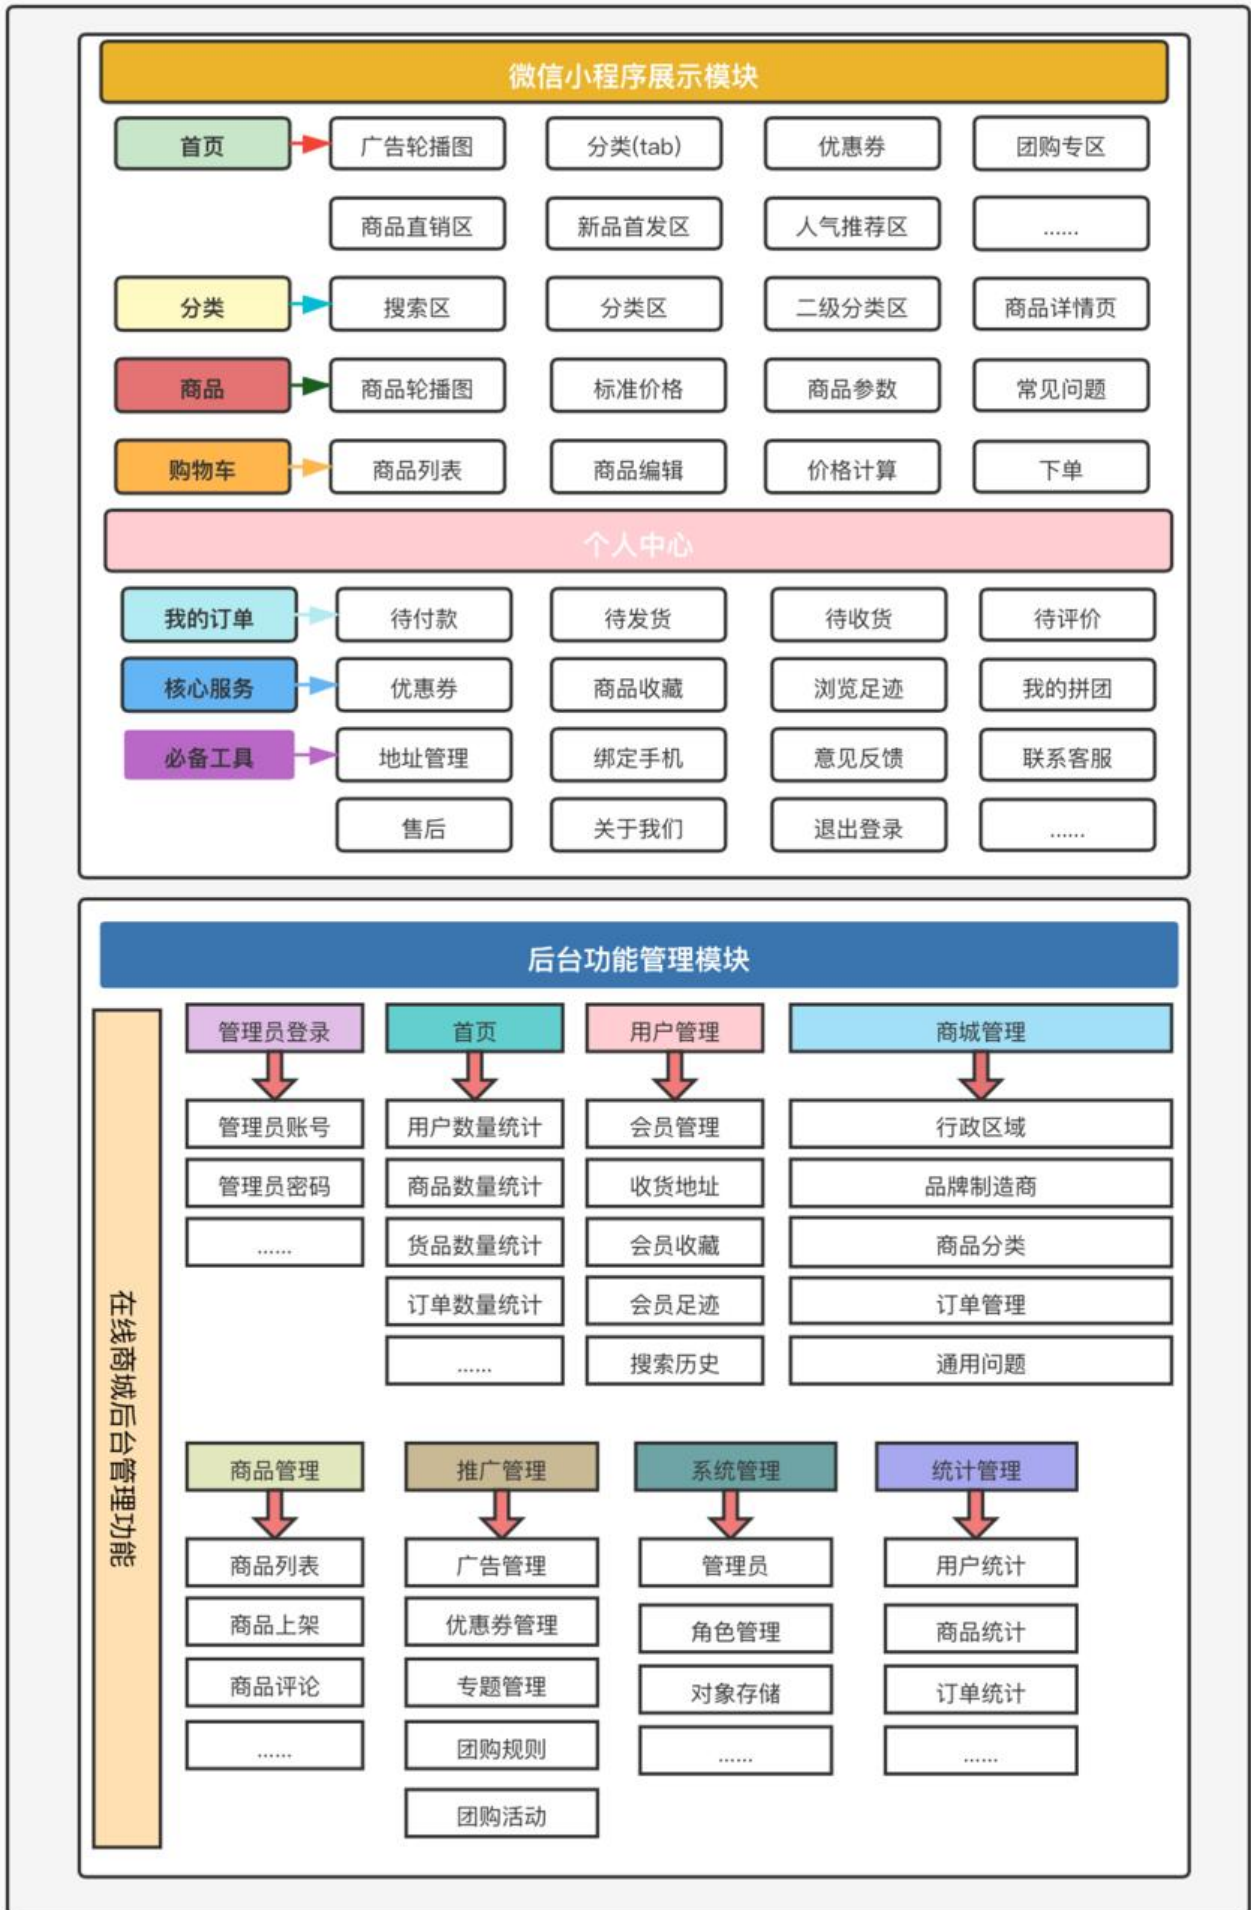 微信小程序展示模块
首页 广告轮播图 分类(tab) 优惠券 团购专区
商品直销区 新品首发区 人气推荐区 ......
分类 搜索区 分类区 二级分类区 商品详情页
商品 商品轮播图 标准价格 商品参数 常见问题
购物车 商品列表 商品编辑 价格计算 下单
个人中心
我的订单 待付款 待发货 待收货 待评价
核心服务 优惠券 商品收藏 浏览足迹 我的拼团
必备工具 地址管理 绑定手机 意见反馈 联系客服
售后 关于我们 退出登录 ......
后台功能管理模块
在线商城后台管理功能
管理员登录 首页 用户管理 商城管理
管理员账号 用户数量统计 会员管理 行政区域
管理员密码 商品数量统计 收货地址 品牌制造商
...... 货品数量统计 会员收藏 商品分类
订单数量统计 会员足迹 订单管理
...... 搜索历史 通用问题
商品管理 推广管理 系统管理 统计管理
商品列表 广告管理 管理员 用户统计
商品上架 优惠券管理 角色管理 商品统计
商品评论 专题管理 对象存储 订单统计
...... 团购规则 ...... ......
团购活动